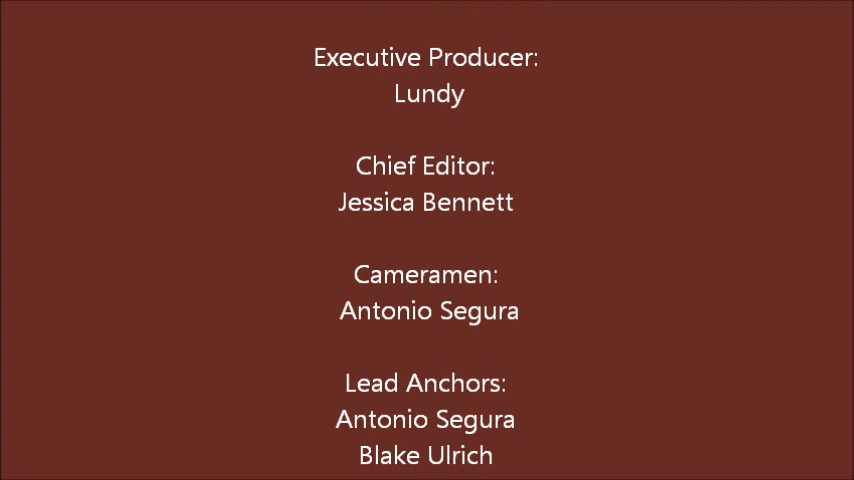 Executive Producer:
Lundy
Chief Editor:
Jessica Bennett
Cameramen:
Antonio Segura
Lead Anchors:
Antonio Segura
Blake Ulrich